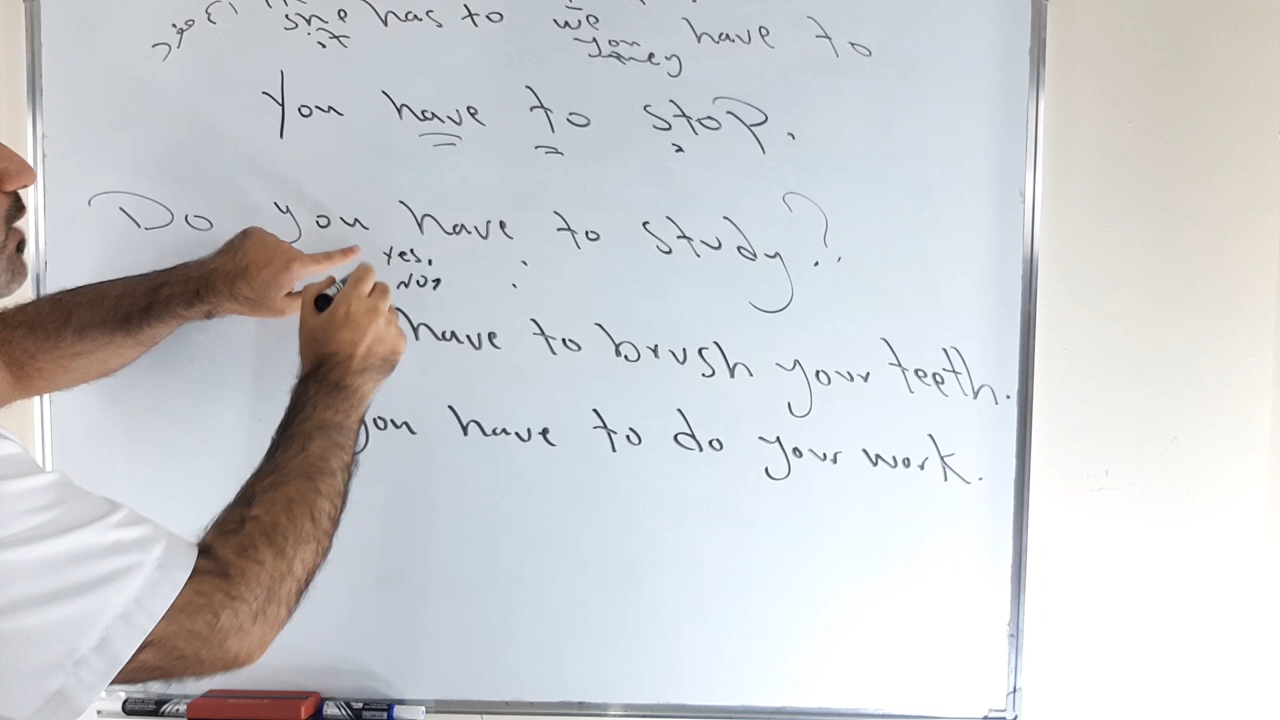 she has to we have to
it you
they
You have to stop.
Do you have to study?
Yes,
No,
have to brush your teeth.
you have to do your work.